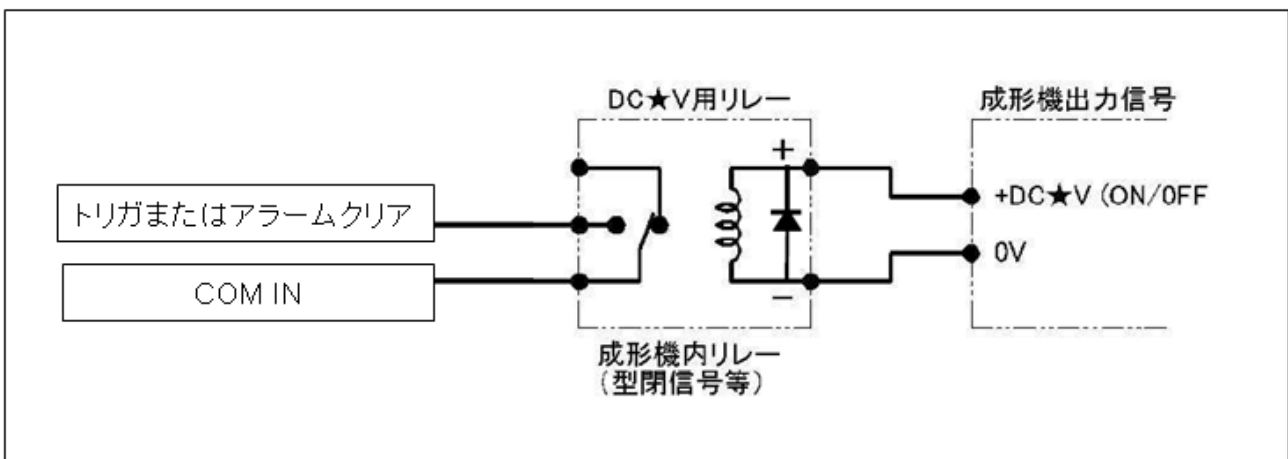 DC★V用リレー
成形機出力信号
+
トリガまたはアラームクリア
+DC★V (ON/OFF
0V
COM IN
−
成形機内リレー
(型閉信号等)